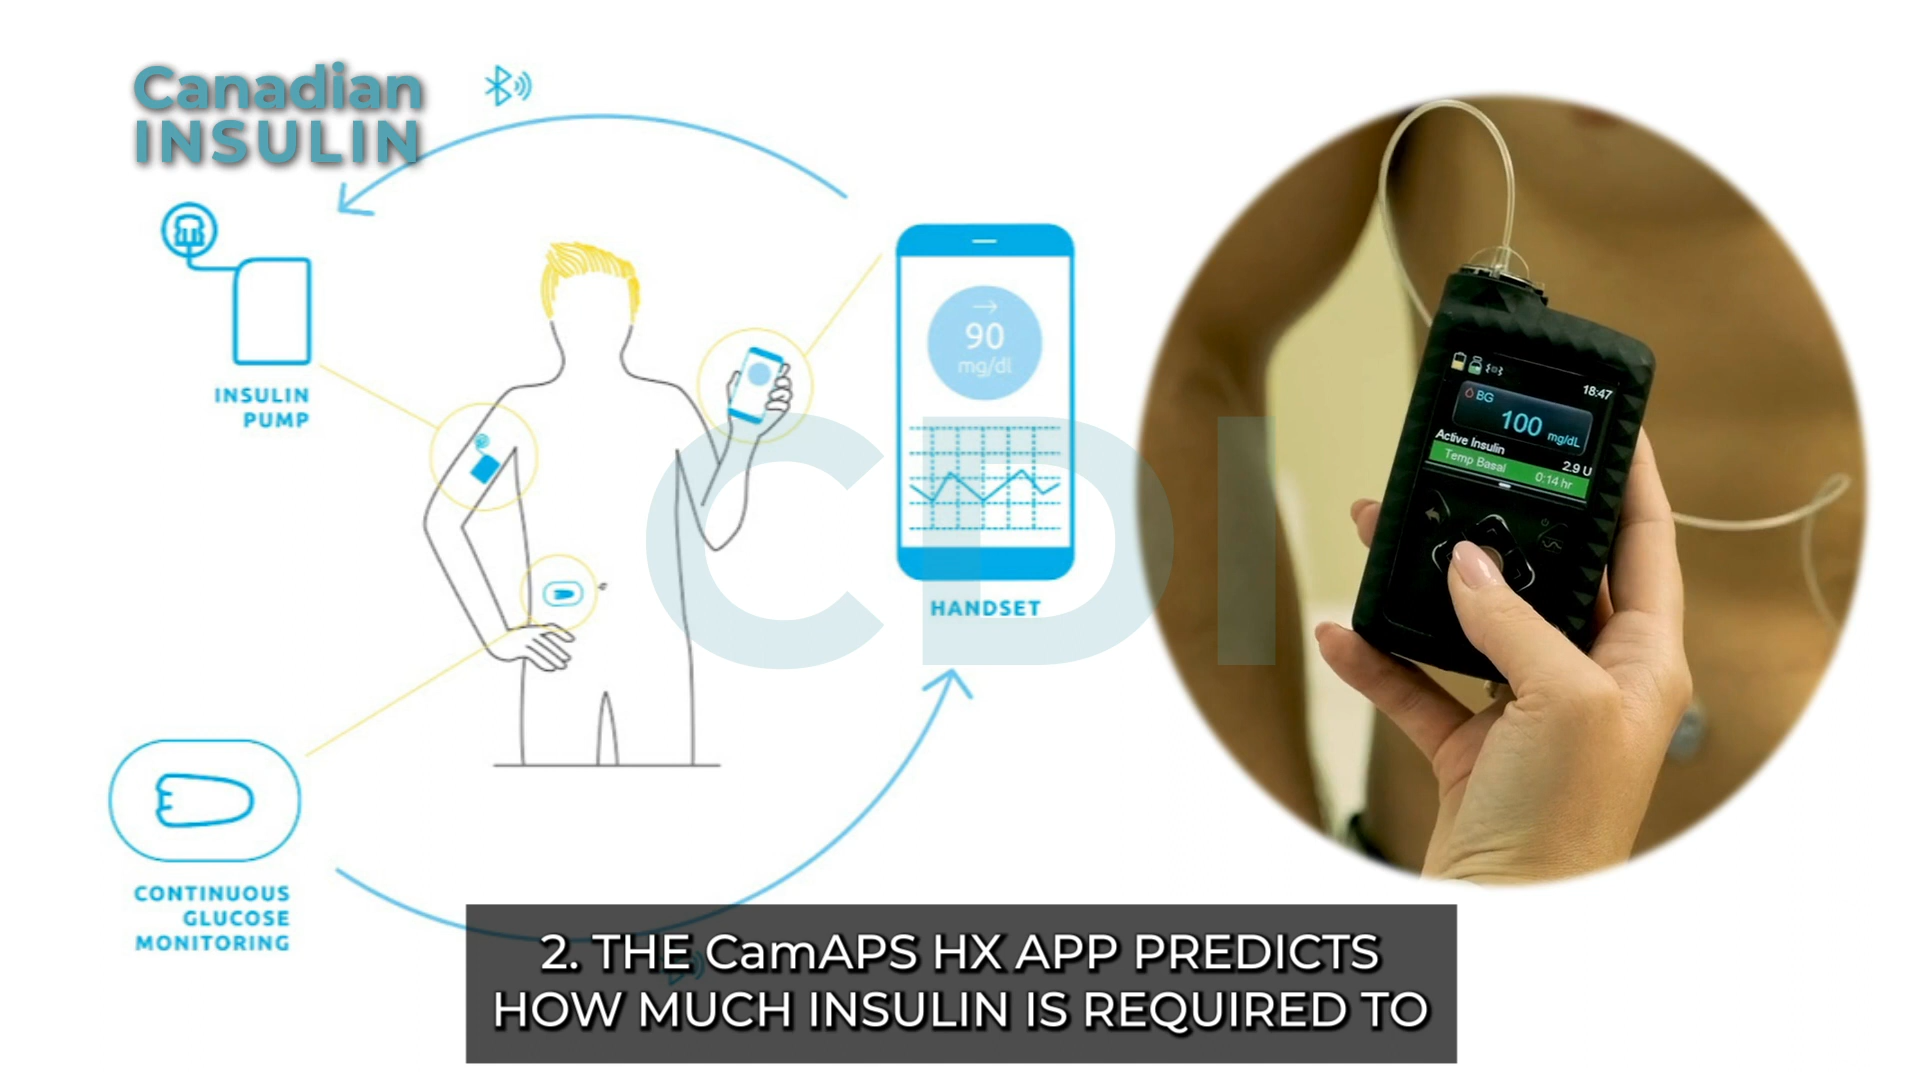 Canadian
INSULIN
INSULIN
PUMP
90
mg/dl
HANDSET
CONTINUOUS
GLUCOSE
MONITORING
CDI
18:47
BG
100 mg/dL
Active Insulin
2.9 U
Temp Basal 0:14 hr
2. THE CamAPS HX APP PREDICTS
HOW MUCH INSULIN IS REQUIRED TO